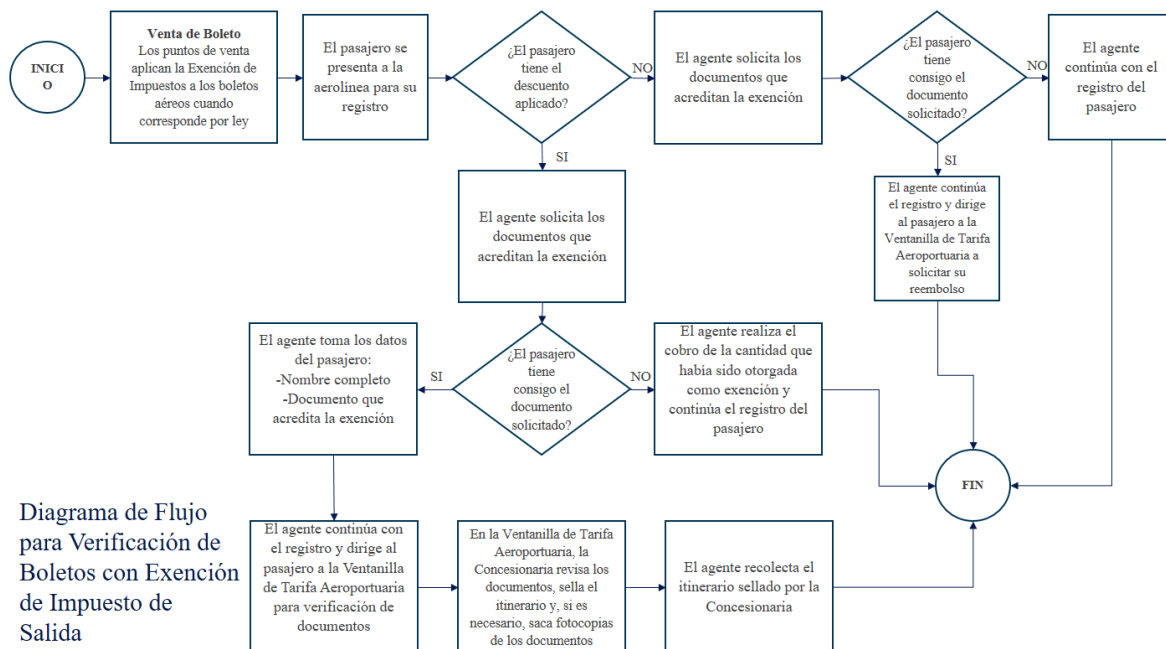 INICI
O
Venta de Boleto
Los puntos de venta
aplican la Exención de
Impuestos a los boletos
aéreos cuando
corresponde por ley
El pasajero se
presenta a la
aerolínea para su
registro
¿El pasajero
tiene el
descuento
aplicado?
NO
El agente solicita los
documentos que
acreditan la exención
¿El pasajero
tiene
consigo el
documento
solicitado?
NO
El agente
continúa con el
registro del
pasajero
SI
El agente solicita los
documentos que
acreditan la exención
SI
El agente continúa
el registro y dirige
al pasajero a la
Ventanilla de Tarifa
Aeroportuaria a
solicitar su
reembolso
El agente toma los datos
del pasajero:
-Nombre completo
-Documento que
acredita la exención
SI
¿El pasajero
tiene
consigo el
documento
solicitado?
NO
El agente realiza el
cobro de la cantidad que
había sido otorgada
como exención y
continúa el registro del
pasajero
FIN
Diagrama de Flujo
para Verificación de
Boletos con Exención
de Impuesto de
Salida
El agente continúa con
el registro y dirige al
pasajero a la Ventanilla
de Tarifa Aeroportuaria
para verificación de
documentos
En la Ventanilla de Tarifa
Aeroportuaria, la
Concesionaria revisa los
documentos, sella el
itinerario y, si es
necesario, saca fotocopias
de los documentos
El agente recolecta el
itinerario sellado por la
Concesionaria